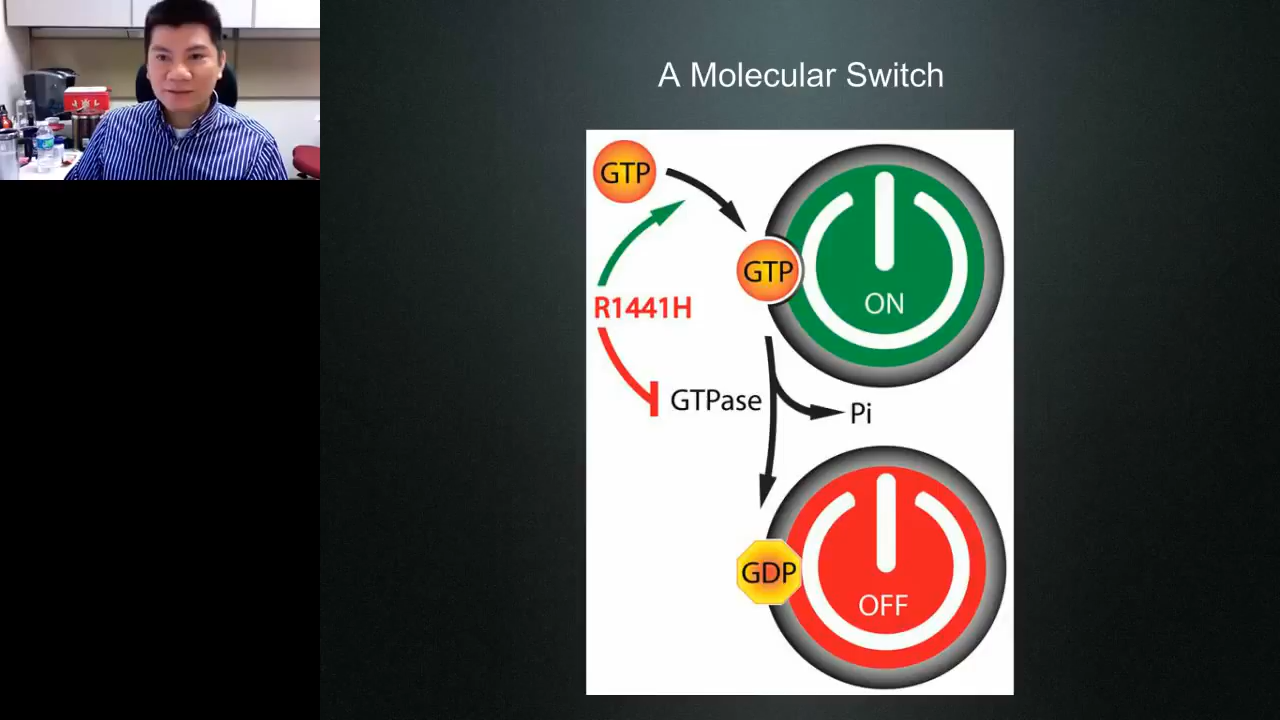 A Molecular Switch
GTP
GTP
ON
R1441H
GTPase
Pi
GDP
OFF